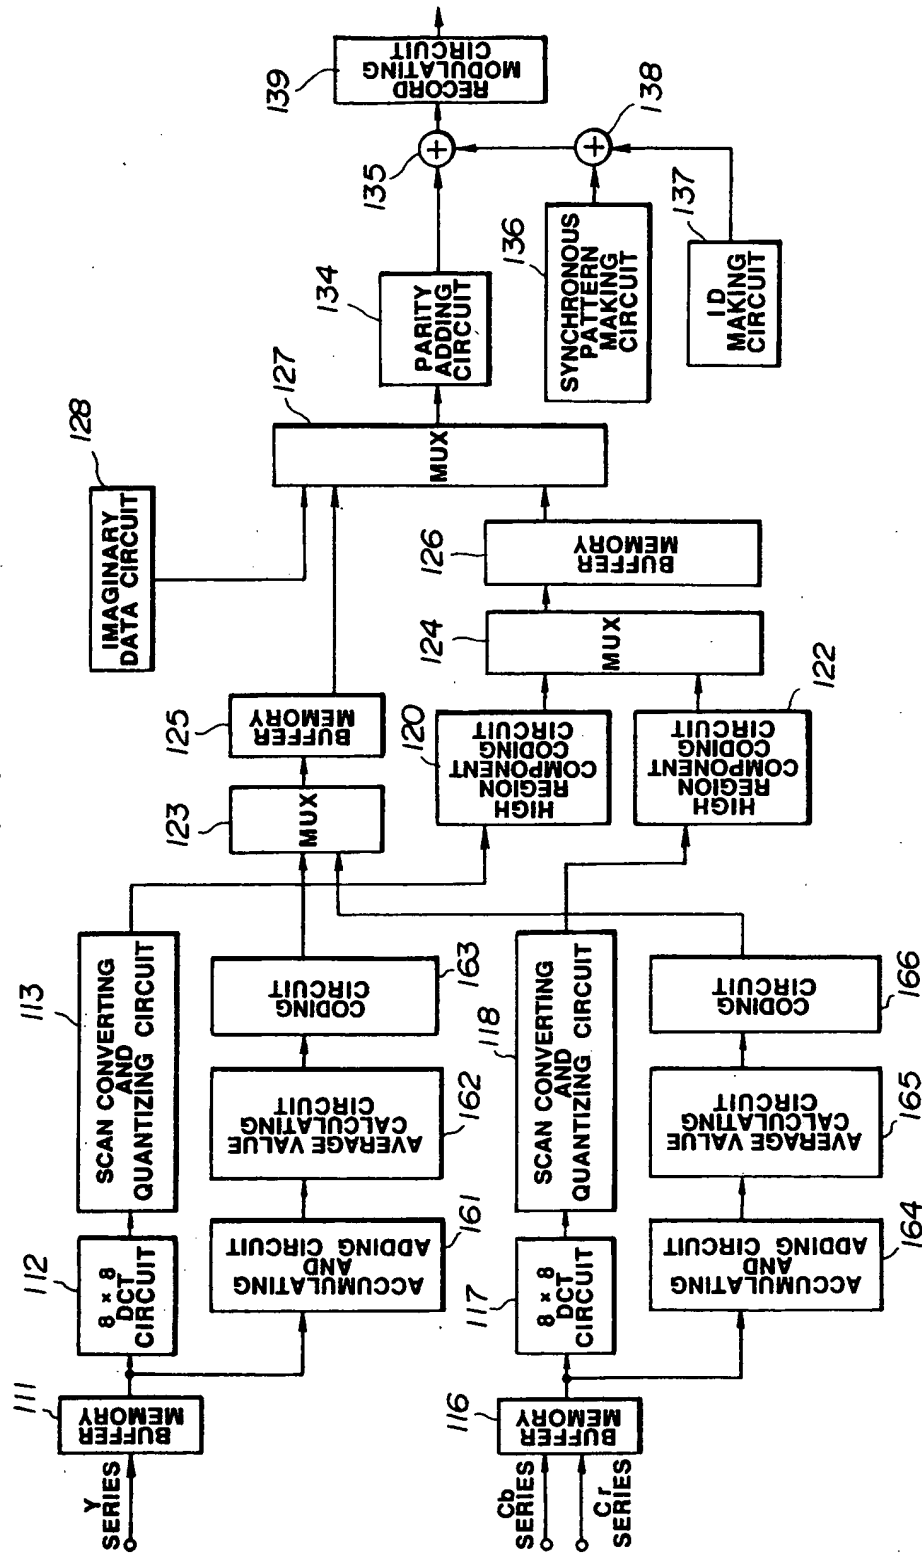 Y
SERIES
111
BUFFER
MEMORY
112
8 × 8
DCT
CIRCUIT
113
SCAN CONVERTING
AND
QUANTIZING CIRCUIT
161
ACCUMULATING
AND
ADDING CIRCUIT
162
AVERAGE VALUE
CALCULATING
CIRCUIT
163
CODING
CIRCUIT
Cb
SERIES
Cr
SERIES
116
BUFFER
MEMORY
117
8 × 8
DCT
CIRCUIT
118
SCAN CONVERTING
AND
QUANTIZING CIRCUIT
164
ACCUMULATING
AND
ADDING CIRCUIT
165
AVERAGE VALUE
CALCULATING
CIRCUIT
166
CODING
CIRCUIT
123
MUX
125
BUFFER
MEMORY
120
HIGH
REGION
COMPONENT
CODING
CIRCUIT
122
HIGH
REGION
COMPONENT
CODING
CIRCUIT
124
MUX
126
BUFFER
MEMORY
128
IMAGINARY
DATA CIRCUIT
127
MUX
134
PARITY
ADDING
CIRCUIT
135
+
136
SYNCHRONOUS
PATTERN
MAKING
CIRCUIT
137
ID
MAKING
CIRCUIT
138
+
139
RECORD
MODULATING
CIRCUIT